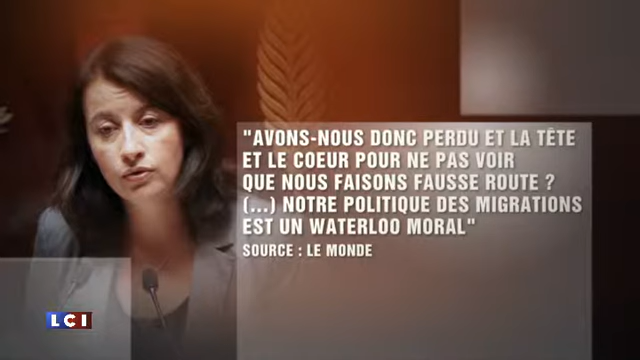 "AVONS-NOUS DONC PERDU ET LA TÊTE
ET LE COEUR POUR NE PAS VOIR
QUE NOUS FAISONS FAUSSE ROUTE ?
(...) NOTRE POLITIQUE DES MIGRATIONS
EST UN WATERLOO MORAL"
SOURCE : LE MONDE
LCI